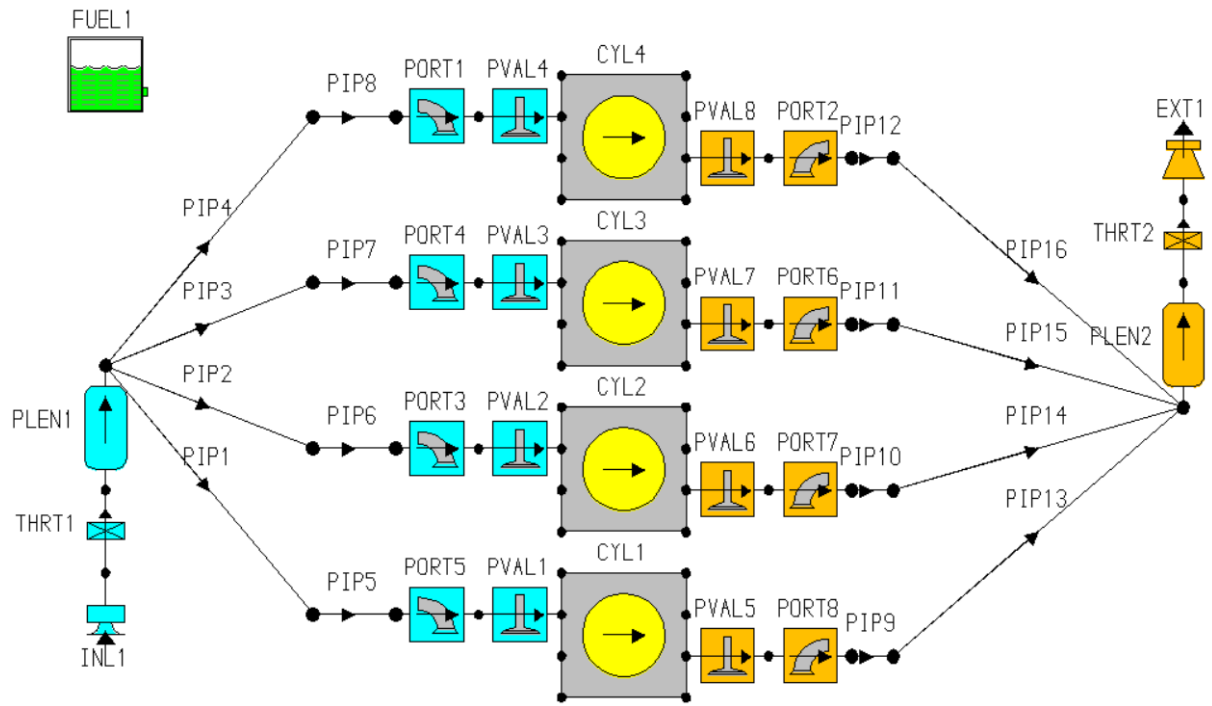 FUEL1
PIP8
PORT1
PVAL4
CYL4
PVAL8
PORT2
PIP12
EXT1
PIP4
PIP7
PORT4
PVAL3
CYL3
PIP16
THRT2
PIP3
PVAL7
PORT6
PIP11
PIP15
PLEN2
PIP2
PLEN1
PIP6
PORT3
PVAL2
CYL2
PIP14
PIP1
PVAL6
PORT7
PIP10
PIP13
THRT1
PIP5
PORT5
PVAL1
CYL1
PVAL5
PORT8
PIP9
INL1